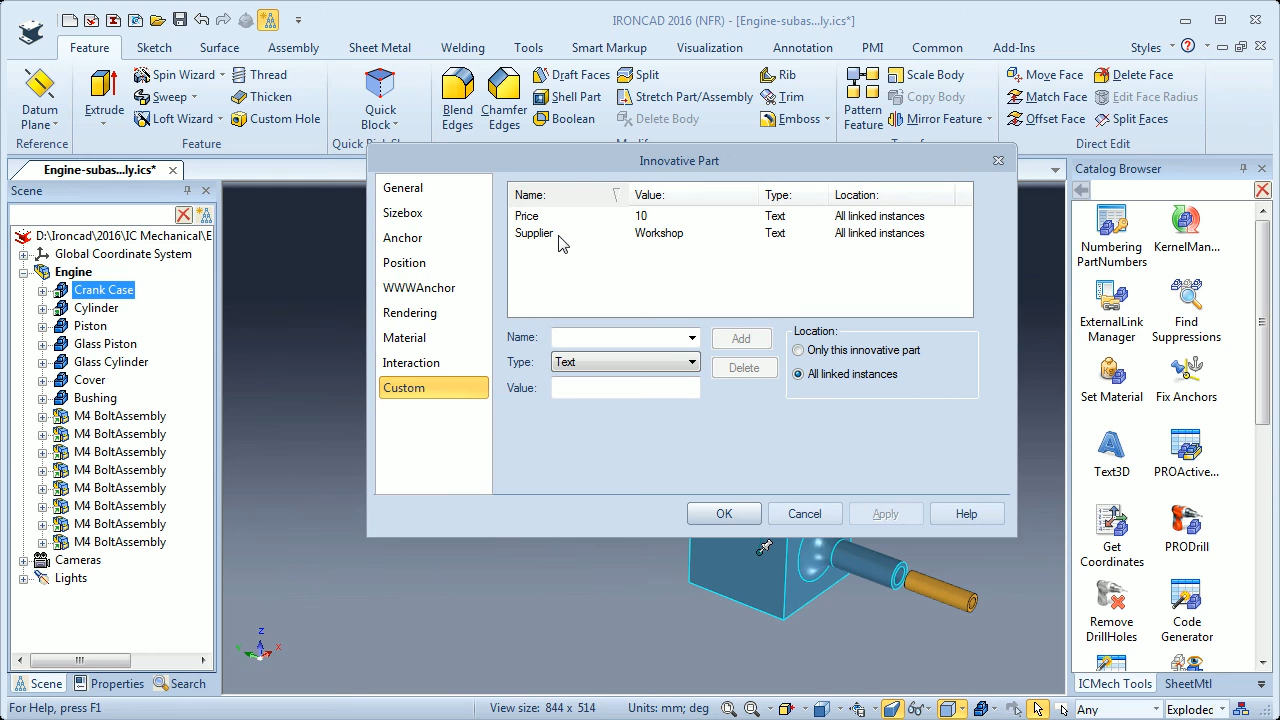 IRONCAD 2016 (NFR) - [Engine-subas...ly.ics*]
Feature Sketch Surface Assembly Sheet Metal Welding Tools Smart Markup Visualization Annotation PMI Common Add-Ins Styles
Datum Plane
Extrude
Spin Wizard
Sweep
Loft Wizard
Thread
Thicken
Custom Hole
Quick Block
Blend Edges
Chamfer Edges
Draft Faces
Shell Part
Boolean
Split
Stretch Part/Assembly
Delete Body
Rib
Trim
Emboss
Pattern Feature
Scale Body
Copy Body
Mirror Feature
Move Face
Match Face
Offset Face
Delete Face
Edit Face Radius
Split Faces
Reference Feature Direct Edit
Engine-subas...ly.ics*
Scene
D:\Ironcad\2016\IC Mechanical\E
Global Coordinate System
Engine
Crank Case
Cylinder
Piston
Glass Piston
Glass Cylinder
Cover
Bushing
M4 BoltAssembly
M4 BoltAssembly
M4 BoltAssembly
M4 BoltAssembly
M4 BoltAssembly
M4 BoltAssembly
M4 BoltAssembly
M4 BoltAssembly
Cameras
Lights
Scene Properties Search
Innovative Part
General
Sizebox
Anchor
Position
WWWAnchor
Rendering
Material
Interaction
Custom
Name: Value: Type: Location:
Price 10 Text All linked instances
Supplier Workshop Text All linked instances
Name: Add
Type: Text Delete
Value:
Location:
Only this innovative part
All linked instances
OK Cancel Apply Help
Z
X
Catalog Browser
Numbering PartNumbers
KernelMan...
ExternalLink Manager
Find Suppressions
Set Material
Fix Anchors
Text3D
PROActive...
Get Coordinates
PRODrill
Remove DrillHoles
Code Generator
ICMech Tools SheetMtl
For Help, press F1 View size: 844 x 514 Units: mm; deg Any Explodec